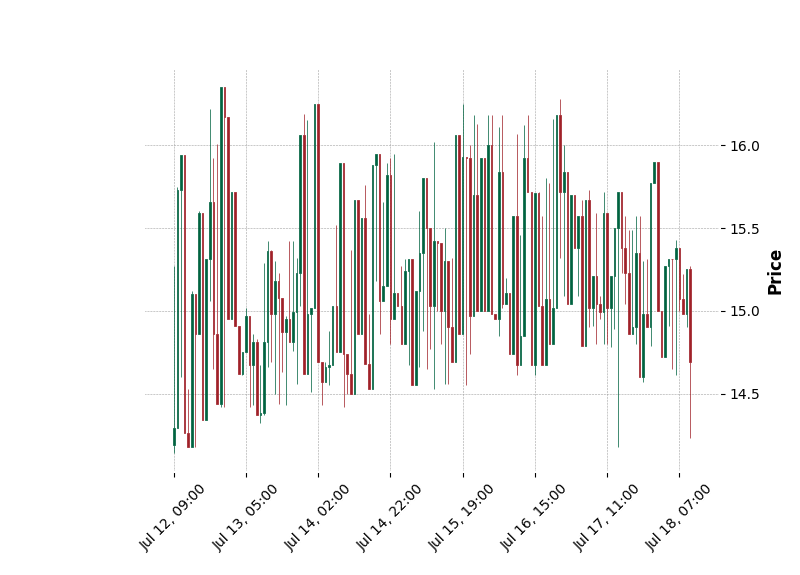 16.0
15.5
15.0
14.5
Price
Jul 12, 09:00
Jul 13, 05:00
Jul 14, 02:00
Jul 14, 22:00
Jul 15, 19:00
Jul 16, 15:00
Jul 17, 11:00
Jul 18, 07:00